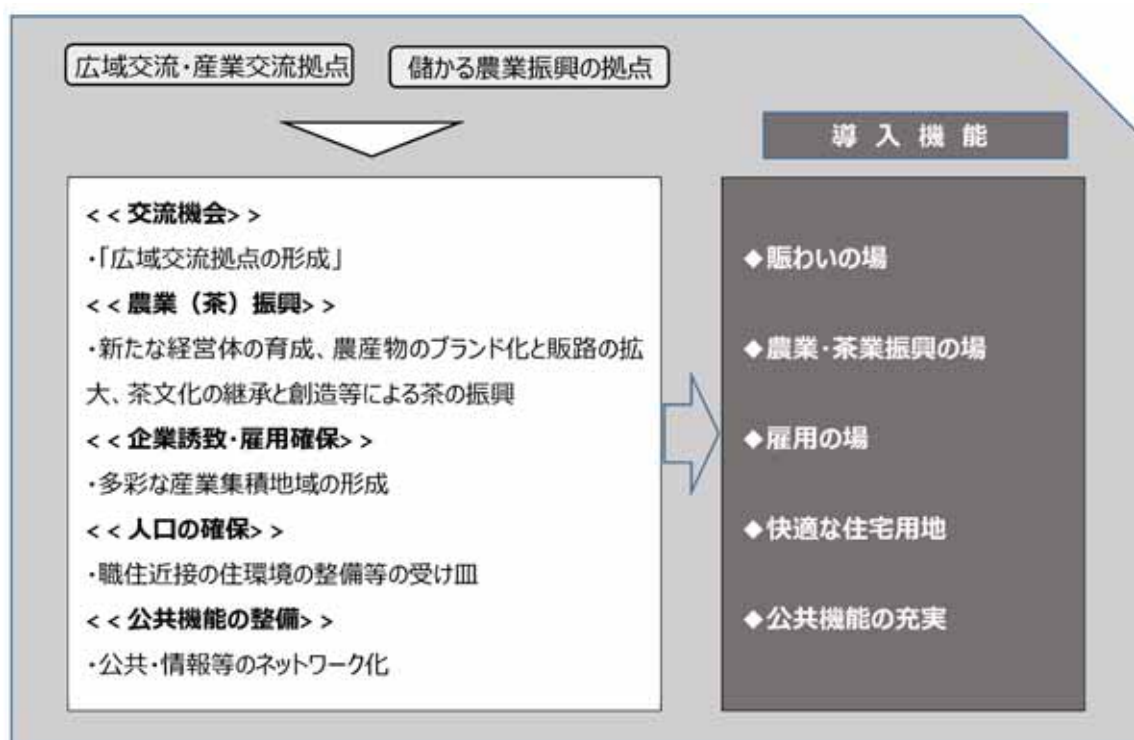 広域交流・産業交流拠点
儲かる農業振興の拠点
<<交流機会>>
・「広域交流拠点の形成」
<<農業（茶）振興>>
・新たな経営体の育成、農産物のブランド化と販路の拡
大、茶文化の継承と創造等による茶の振興
<<企業誘致・雇用確保>>
・多彩な産業集積地域の形成
<<人口の確保>>
・職住近接の住環境の整備等の受け皿
<<公共機能の整備>>
・公共・情報等のネットワーク化
導入機能
◆賑わいの場
◆農業・茶業振興の場
◆雇用の場
◆快適な住宅用地
◆公共機能の充実